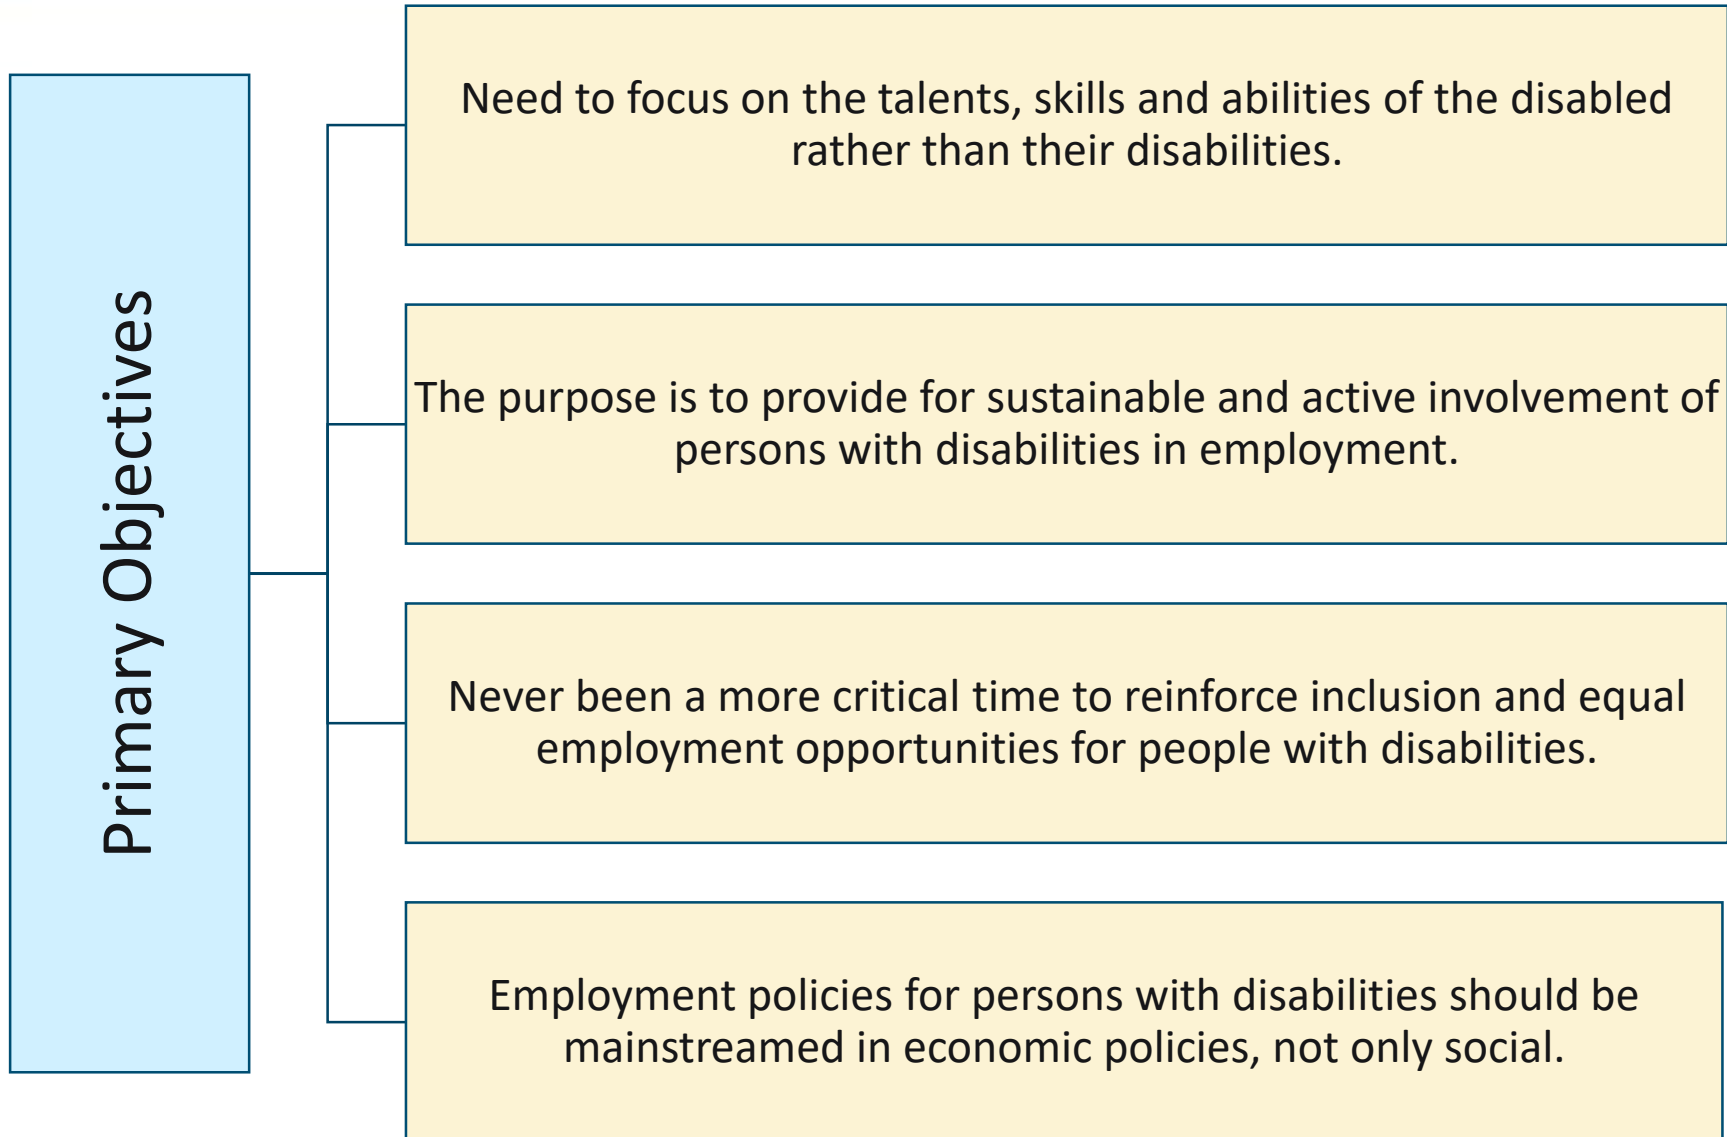 Primary Objectives
Need to focus on the talents, skills and abilities of the disabled
rather than their disabilities.
The purpose is to provide for sustainable and active involvement of
persons with disabilities in employment.
Never been a more critical time to reinforce inclusion and equal
employment opportunities for people with disabilities.
Employment policies for persons with disabilities should be
mainstreamed in economic policies, not only social.